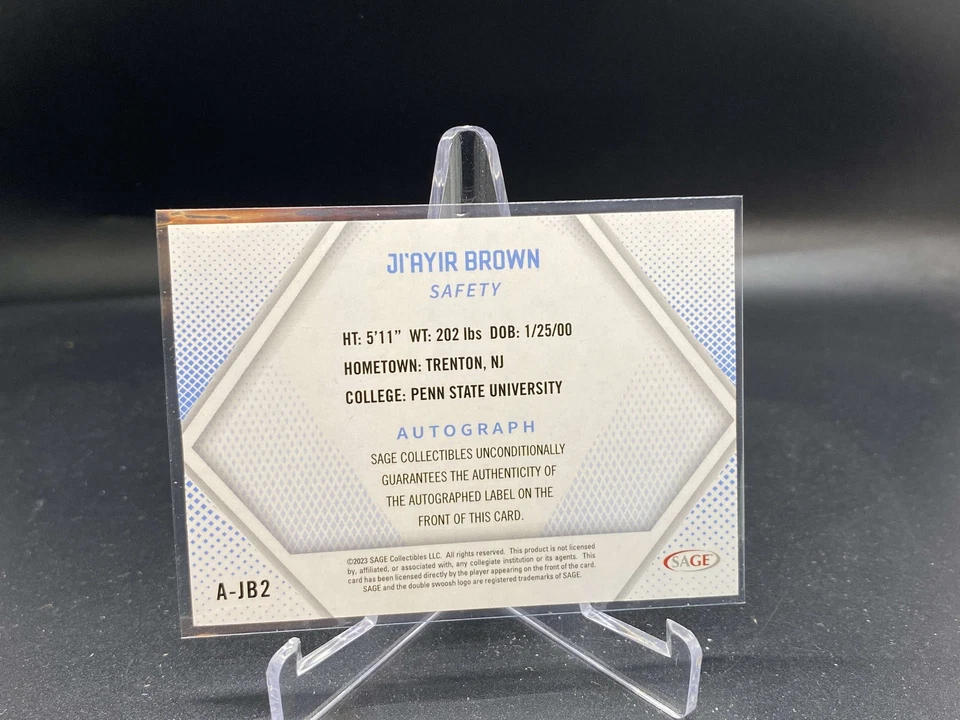 JI'AYIR BROWN
SAFETY
HT: 5'11" WT: 202 lbs DOB: 1/25/00
HOMETOWN: TRENTON, NJ
COLLEGE: PENN STATE UNIVERSITY
AUTOGRAPH
SAGE COLLECTIBLES UNCONDITIONALLY
GUARANTEES THE AUTHENTICITY OF
THE AUTOGRAPHED LABEL ON THE
FRONT OF THIS CARD.
©2023 SAGE Collectibles LLC. All rights reserved. This product is not licensed
by, affiliated, or associated with, any collegiate institution or its agents. This
card has been licensed directly by the player appearing on the front of the card.
SAGE and the double swoosh logo are registered trademarks of SAGE.
A-JB2
SAGE